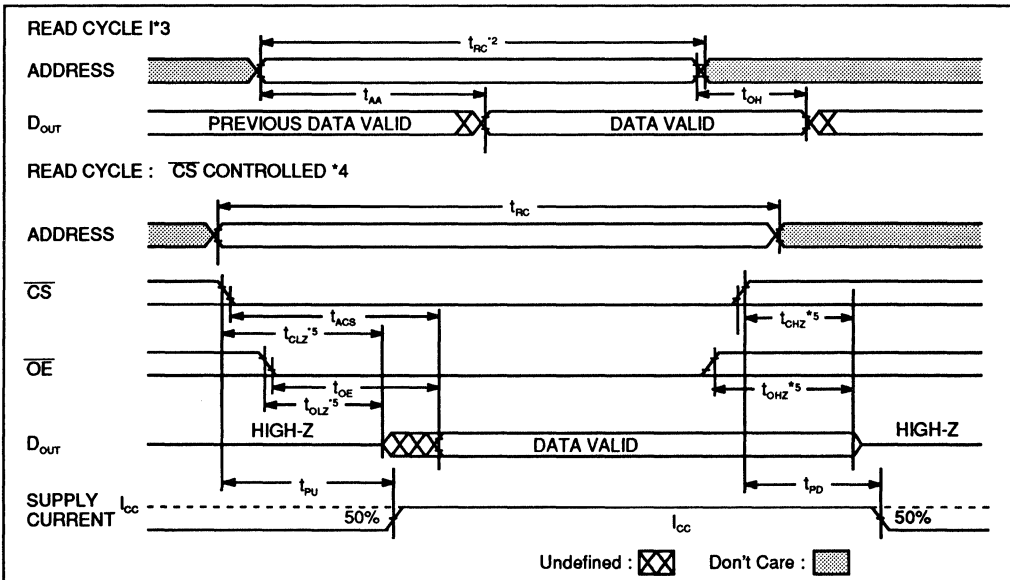 READ CYCLE I*3
tRC*2
ADDRESS
tAA
tOH
DOUT
PREVIOUS DATA VALID
DATA VALID
READ CYCLE : CS CONTROLLED *4
tRC
ADDRESS
CS
tACS
tCLZ*5
tCHZ*5
OE
tOE
tOLZ*5
tOHZ*5
HIGH-Z
HIGH-Z
DOUT
DATA VALID
tPU
tPD
SUPPLY CURRENT
ICC
50%
ICC
50%
Undefined :
Don't Care :